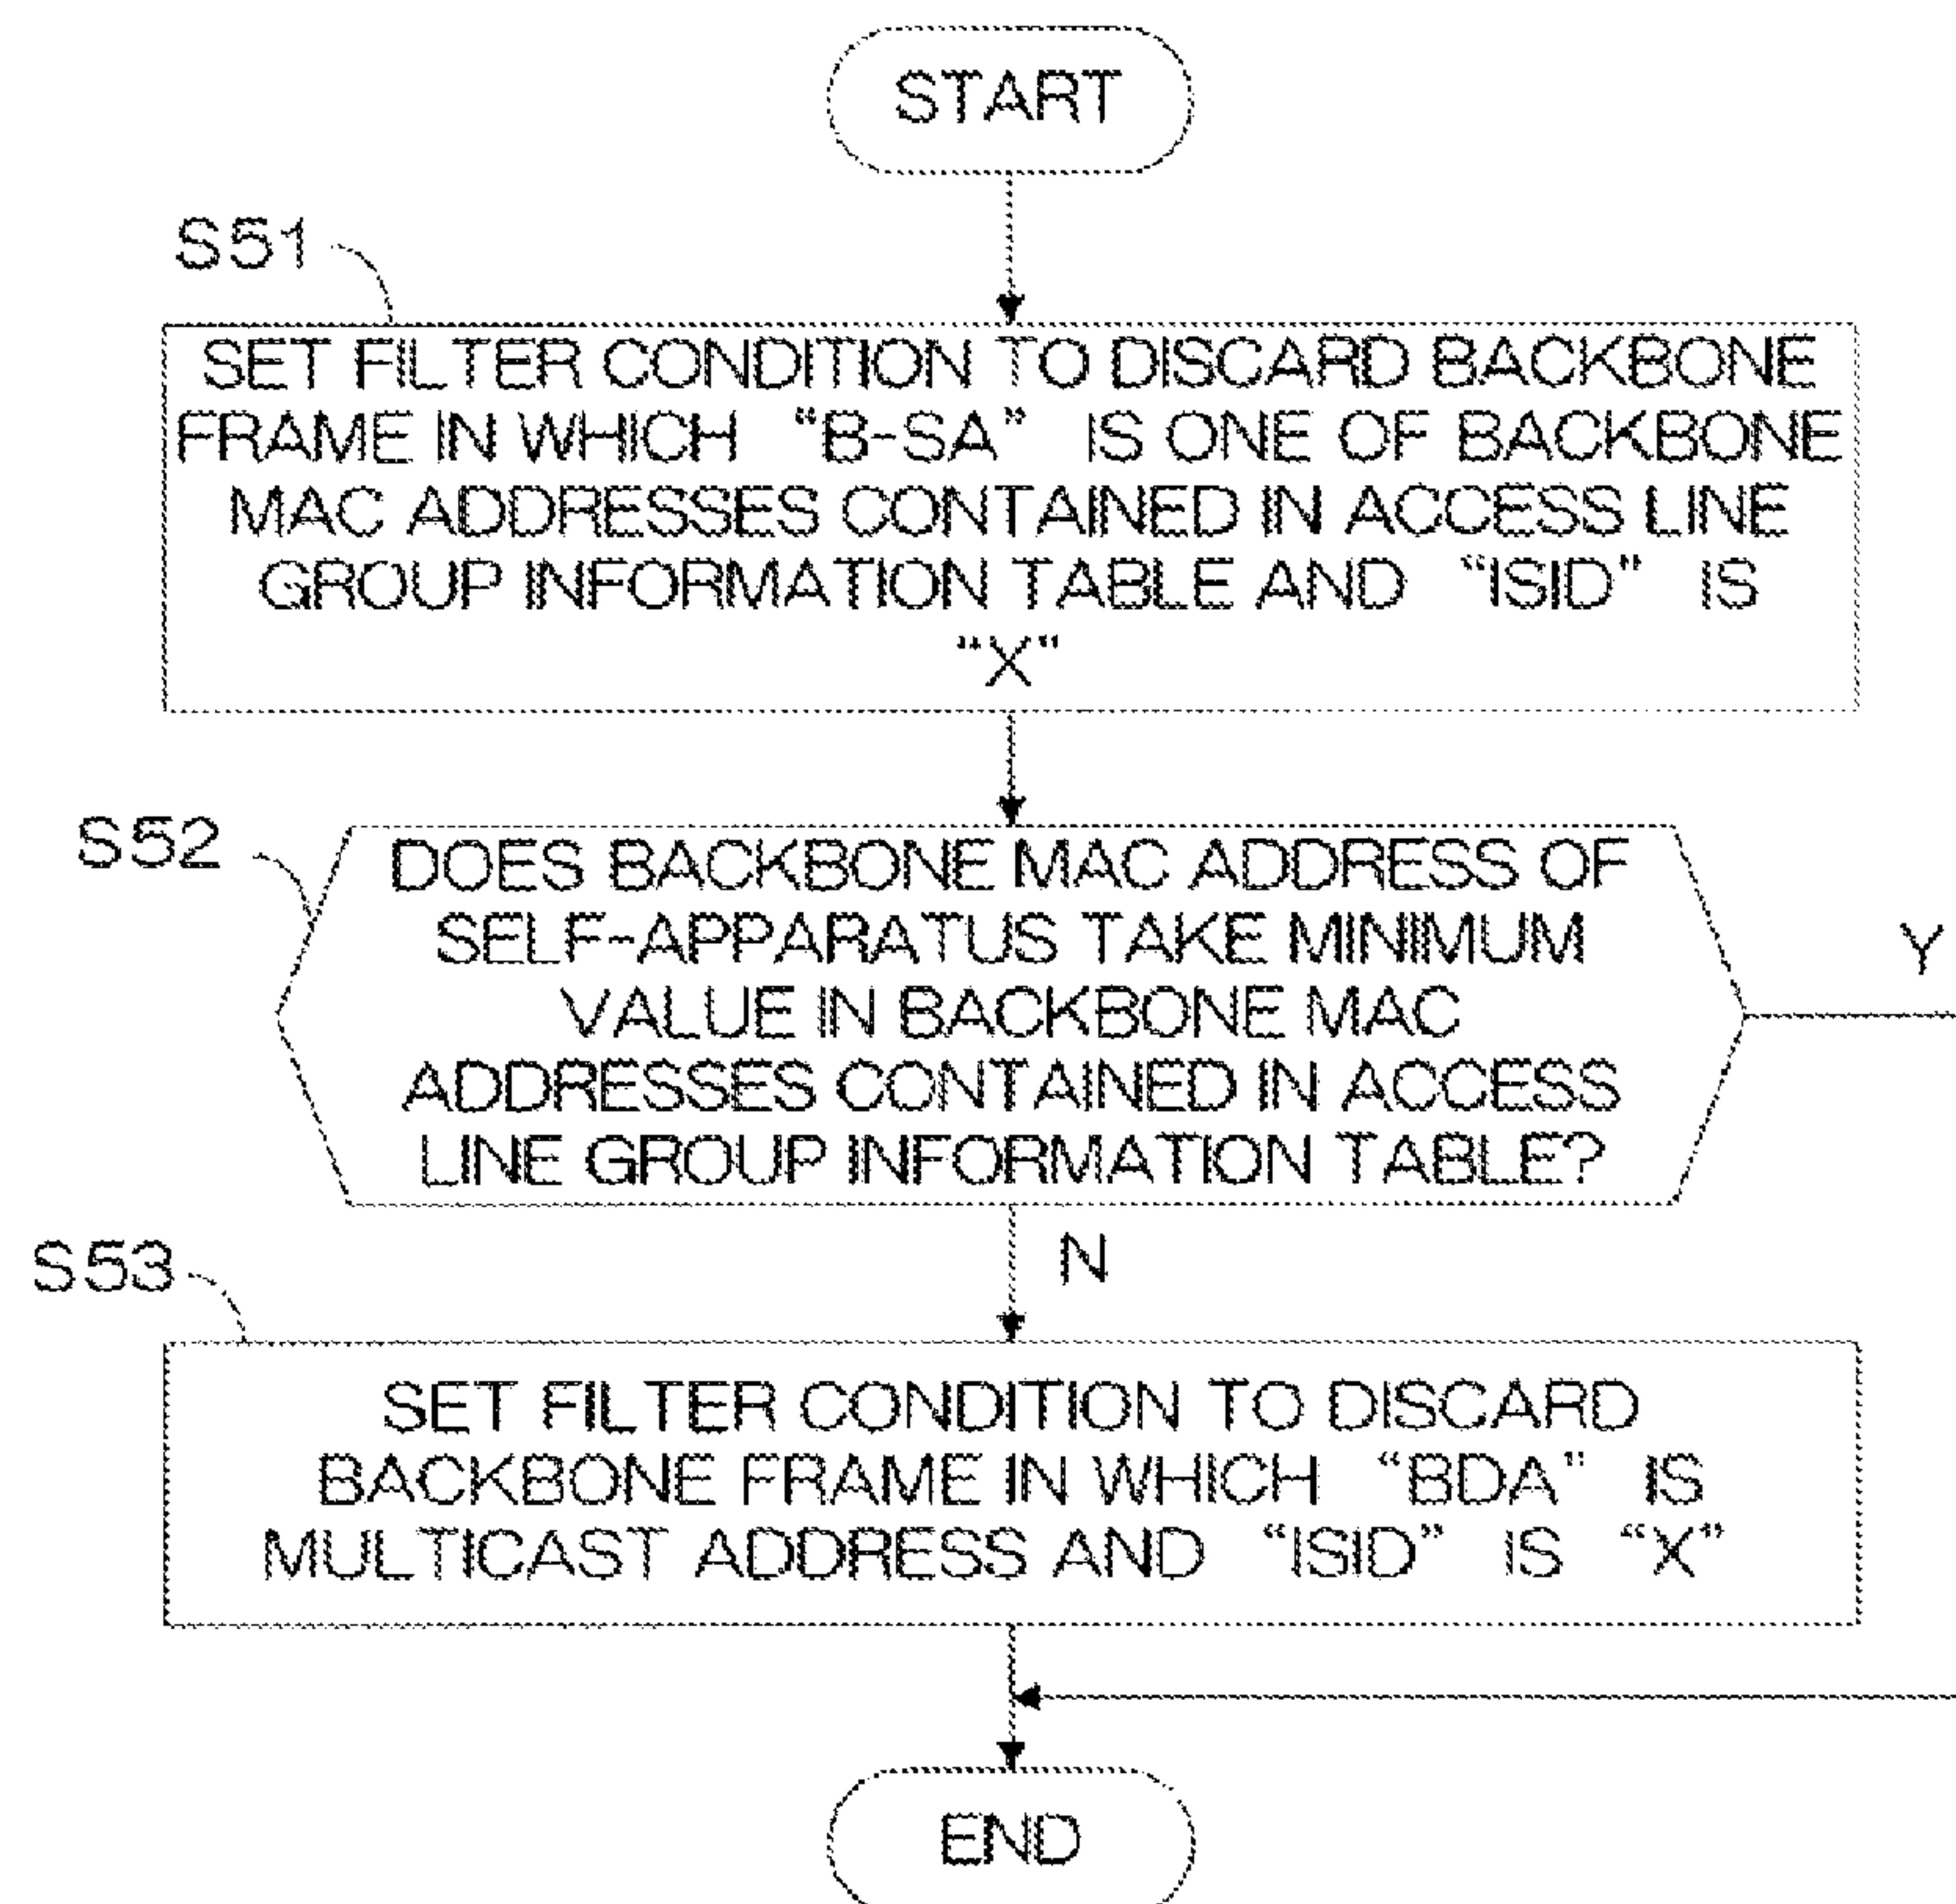 START
S51
SET FILTER CONDITION TO DISCARD BACKBONE
FRAME IN WHICH “B-SA” IS ONE OF BACKBONE
MAC ADDRESSES CONTAINED IN ACCESS LINE
GROUP INFORMATION TABLE AND “ISID” IS
“X”
S52
DOES BACKBONE MAC ADDRESS OF
SELF-APPARATUS TAKE MINIMUM
VALUE IN BACKBONE MAC
ADDRESSES CONTAINED IN ACCESS
LINE GROUP INFORMATION TABLE?
Y
N
S53
SET FILTER CONDITION TO DISCARD
BACKBONE FRAME IN WHICH “BDA” IS
MULTICAST ADDRESS AND “ISID” IS “X”
END